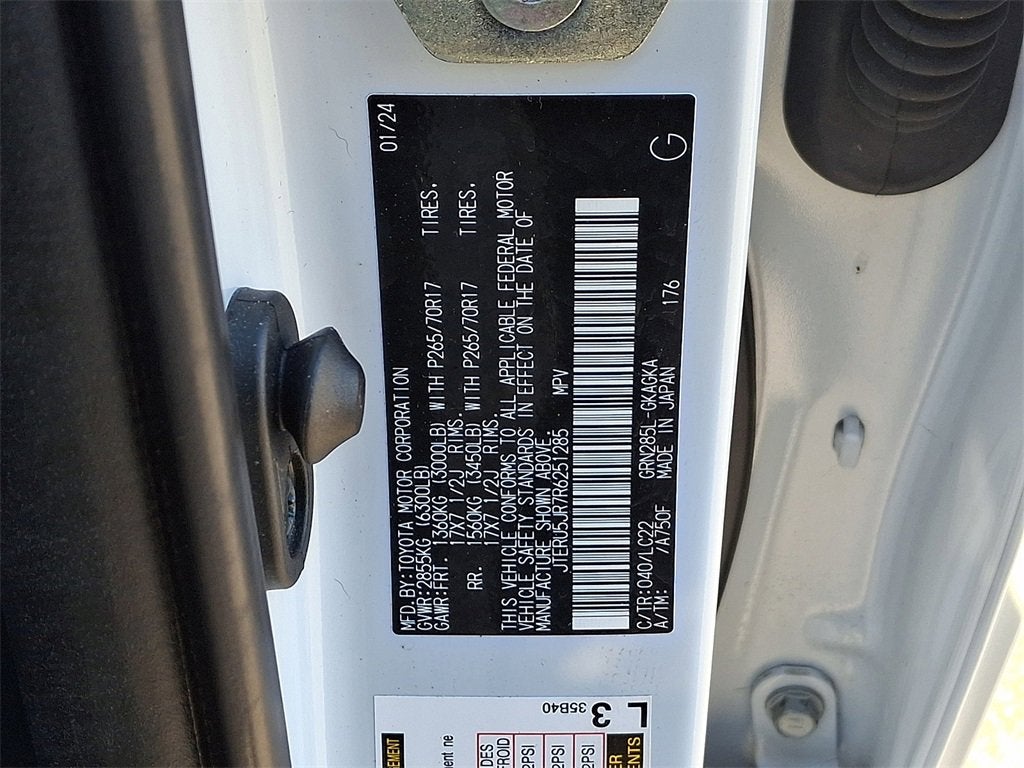 MFD.BY:TOYOTA MOTOR CORPORATION 01/24
GVWR:2855KG (6300LB)
GAWR:FRT. 1360KG (3000LB) WITH P265/70R17 TIRES.
17X7 1/2J RIMS.
RR. 1560KG (3450LB) WITH P265/70R17 TIRES.
17X7 1/2J RIMS.
THIS VEHICLE CONFORMS TO ALL APPLICABLE FEDERAL MOTOR
VEHICLE SAFETY STANDARDS IN EFFECT ON THE DATE OF
MANUFACTURE SHOWN ABOVE.
JTERU5JR7R6251285 MPV
C/TR:040/LC22 GRN285L-GKAGKA
A/TM: /A750F MADE IN JAPAN 176
G
L 3
35B40